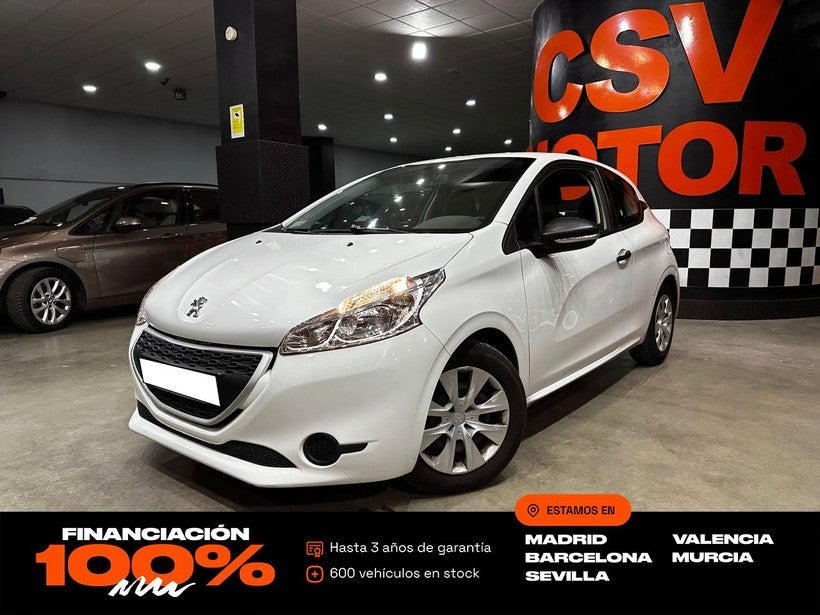 CSV
MOTOR
FINANCIACIÓN
100%
Hasta 3 años de garantía
600 vehículos en stock
ESTAMOS EN
MADRID
BARCELONA
SEVILLA
VALENCIA
MURCIA